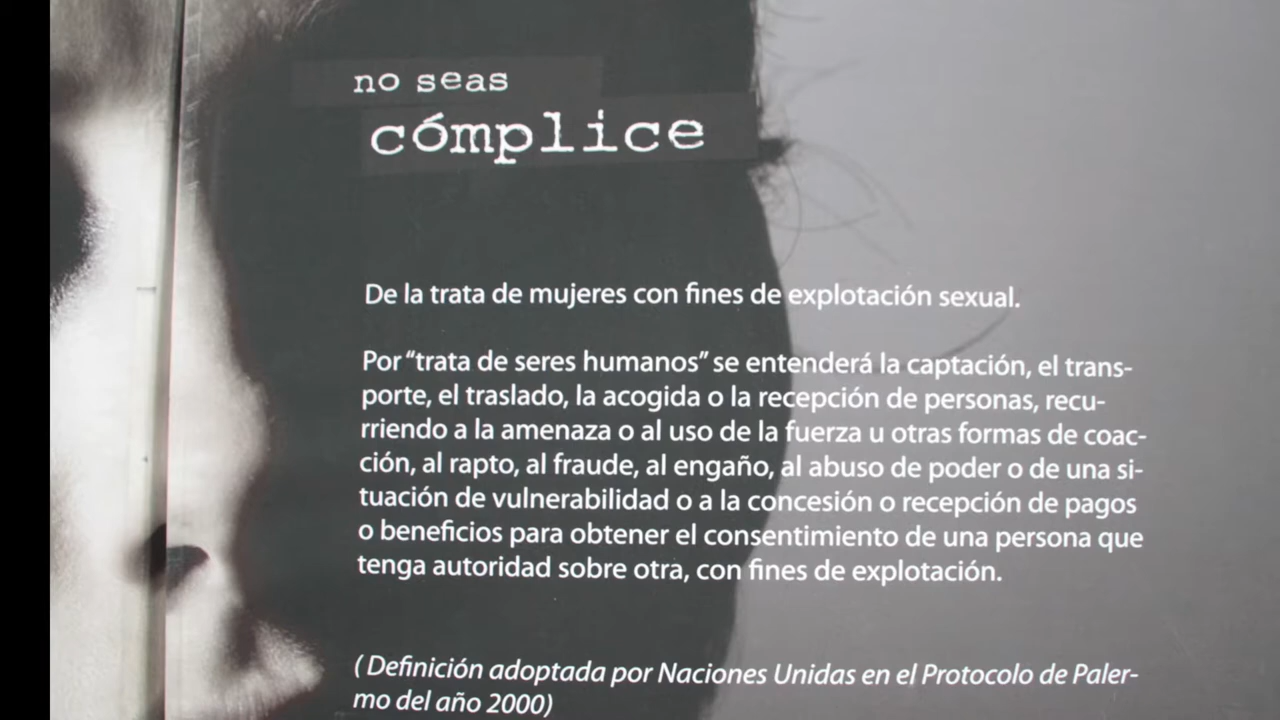 no seas
cómplice
De la trata de mujeres con fines de explotación sexual.
Por “trata de seres humanos” se entenderá la captación, el trans-
porte, el traslado, la acogida o la recepción de personas, recu-
rriendo a la amenaza o al uso de la fuerza u otras formas de coac-
ción, al rapto, al fraude, al engaño, al abuso de poder o de una si-
tuación de vulnerabilidad o a la concesión o recepción de pagos
o beneficios para obtener el consentimiento de una persona que
tenga autoridad sobre otra, con fines de explotación.
( Definición adoptada por Naciones Unidas en el Protocolo de Paler-
mo del año 2000)